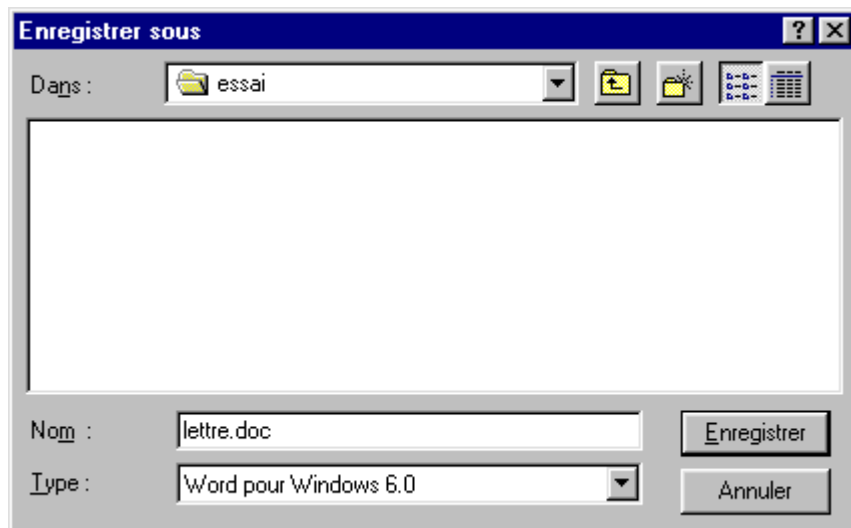 Enregistrer sous
Dans : essai
Nom : lettre.doc Enregistrer
Type : Word pour Windows 6.0 Annuler